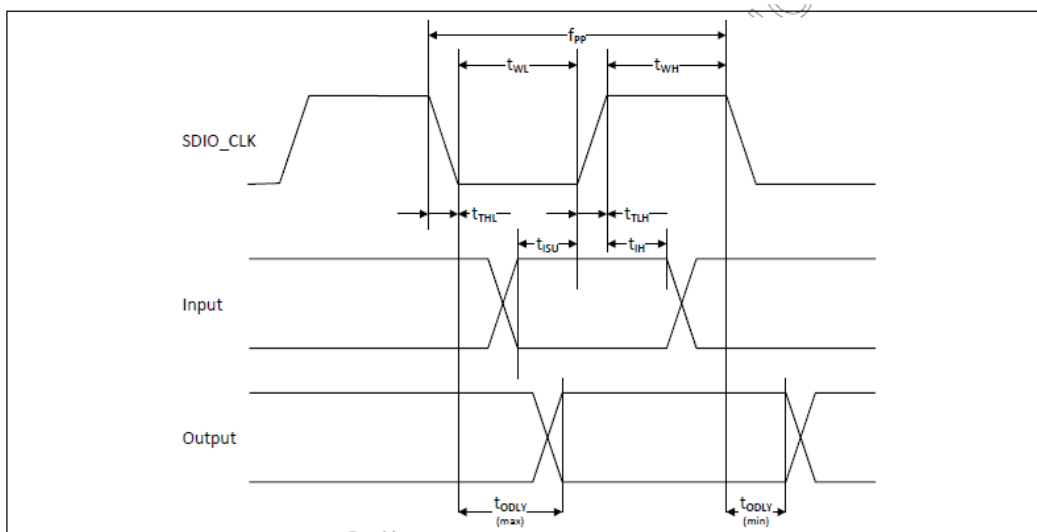 fPP
tWL
tWH
SDIO_CLK
tTHL
tTLH
tISU
tIH
Input
Output
tODLY
(max)
tODLY
(min)